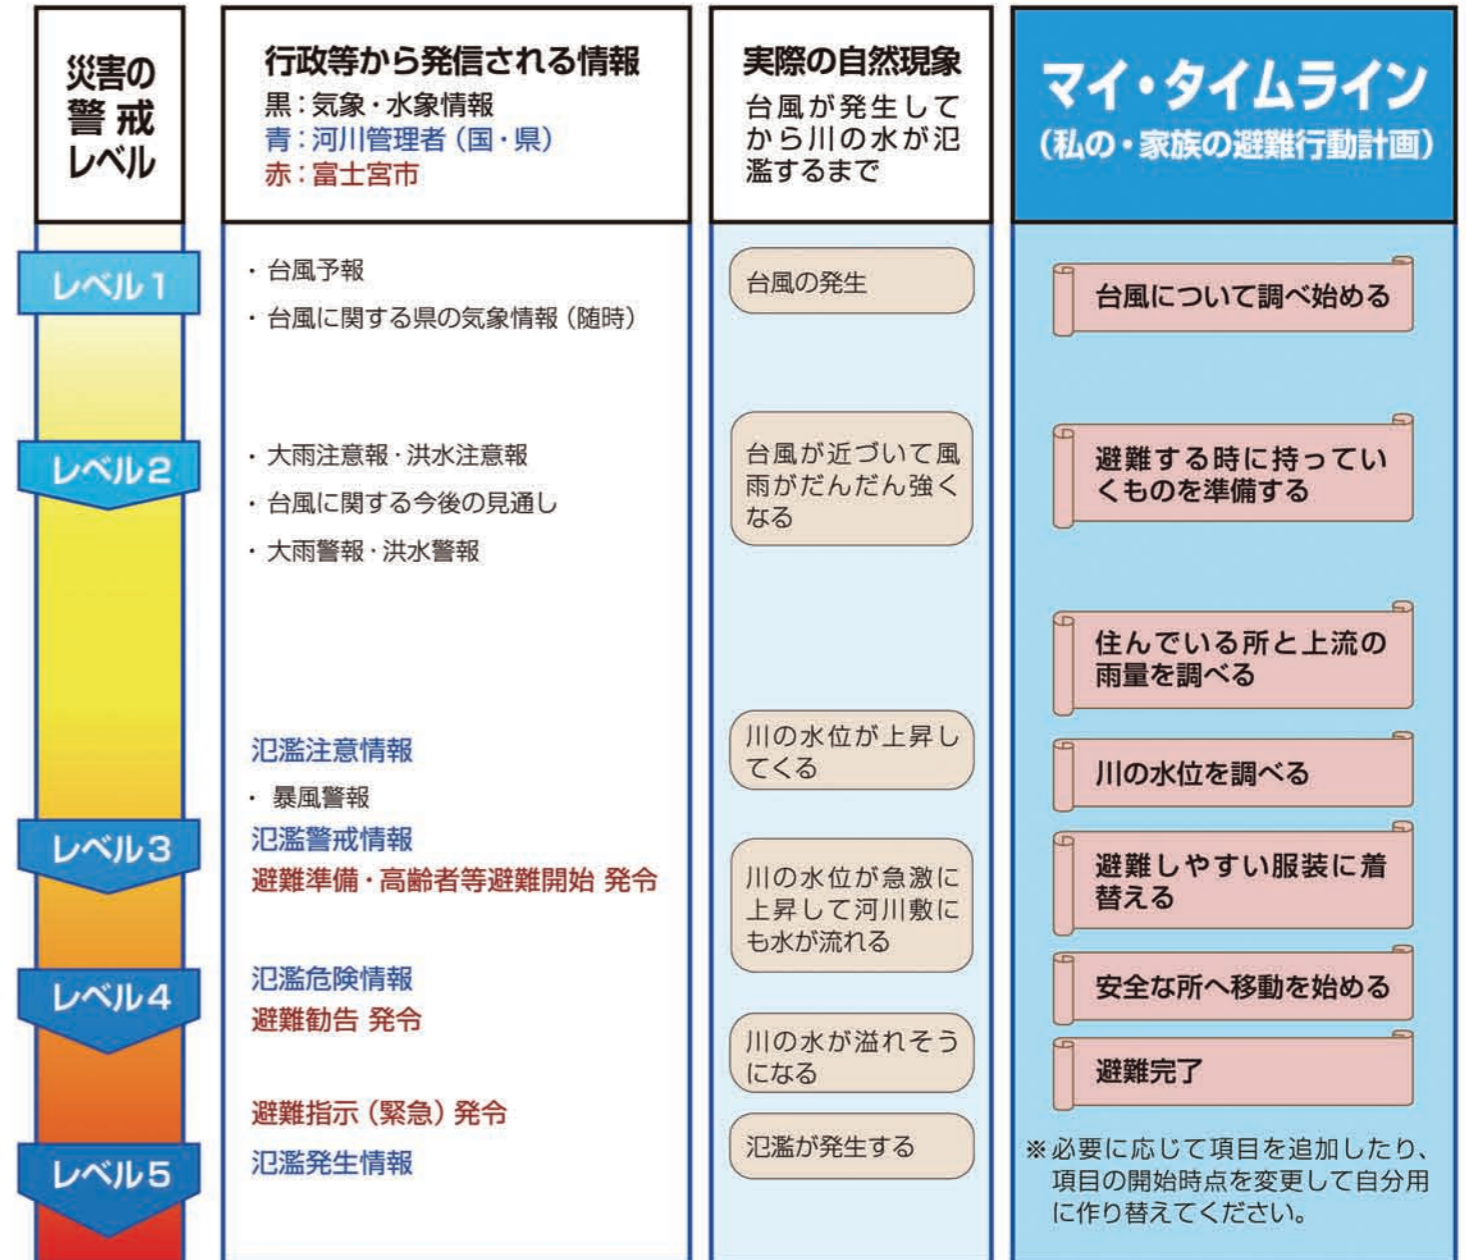 災害の
警戒
レベル
行政等から発信される情報
黒：気象・水象情報
青：河川管理者（国・県）
赤：富士宮市
実際の自然現象
台風が発生して
から川の水が氾
濫するまで
マイ・タイムライン
（私の・家族の避難行動計画）
レベル1
・台風予報
・台風に関する県の気象情報（随時）
台風の発生
台風について調べ始める
レベル2
・大雨注意報・洪水注意報
・台風に関する今後の見通し
・大雨警報・洪水警報
台風が近づいて風
雨がだんだん強く
なる
避難する時に持ってい
くものを準備する
住んでいる所と上流の
雨量を調べる
氾濫注意情報
・暴風警報
川の水位が上昇し
てくる
川の水位を調べる
レベル3
氾濫警戒情報
避難準備・高齢者等避難開始 発令
川の水位が急激に
上昇して河川敷に
も水が流れる
避難しやすい服装に着
替える
レベル4
氾濫危険情報
避難勧告 発令
安全な所へ移動を始める
川の水が溢れそう
になる
避難完了
避難指示（緊急）発令
レベル5
氾濫発生情報
氾濫が発生する
※必要に応じて項目を追加したり、
項目の開始時点を変更して自分用
に作り替えてください。